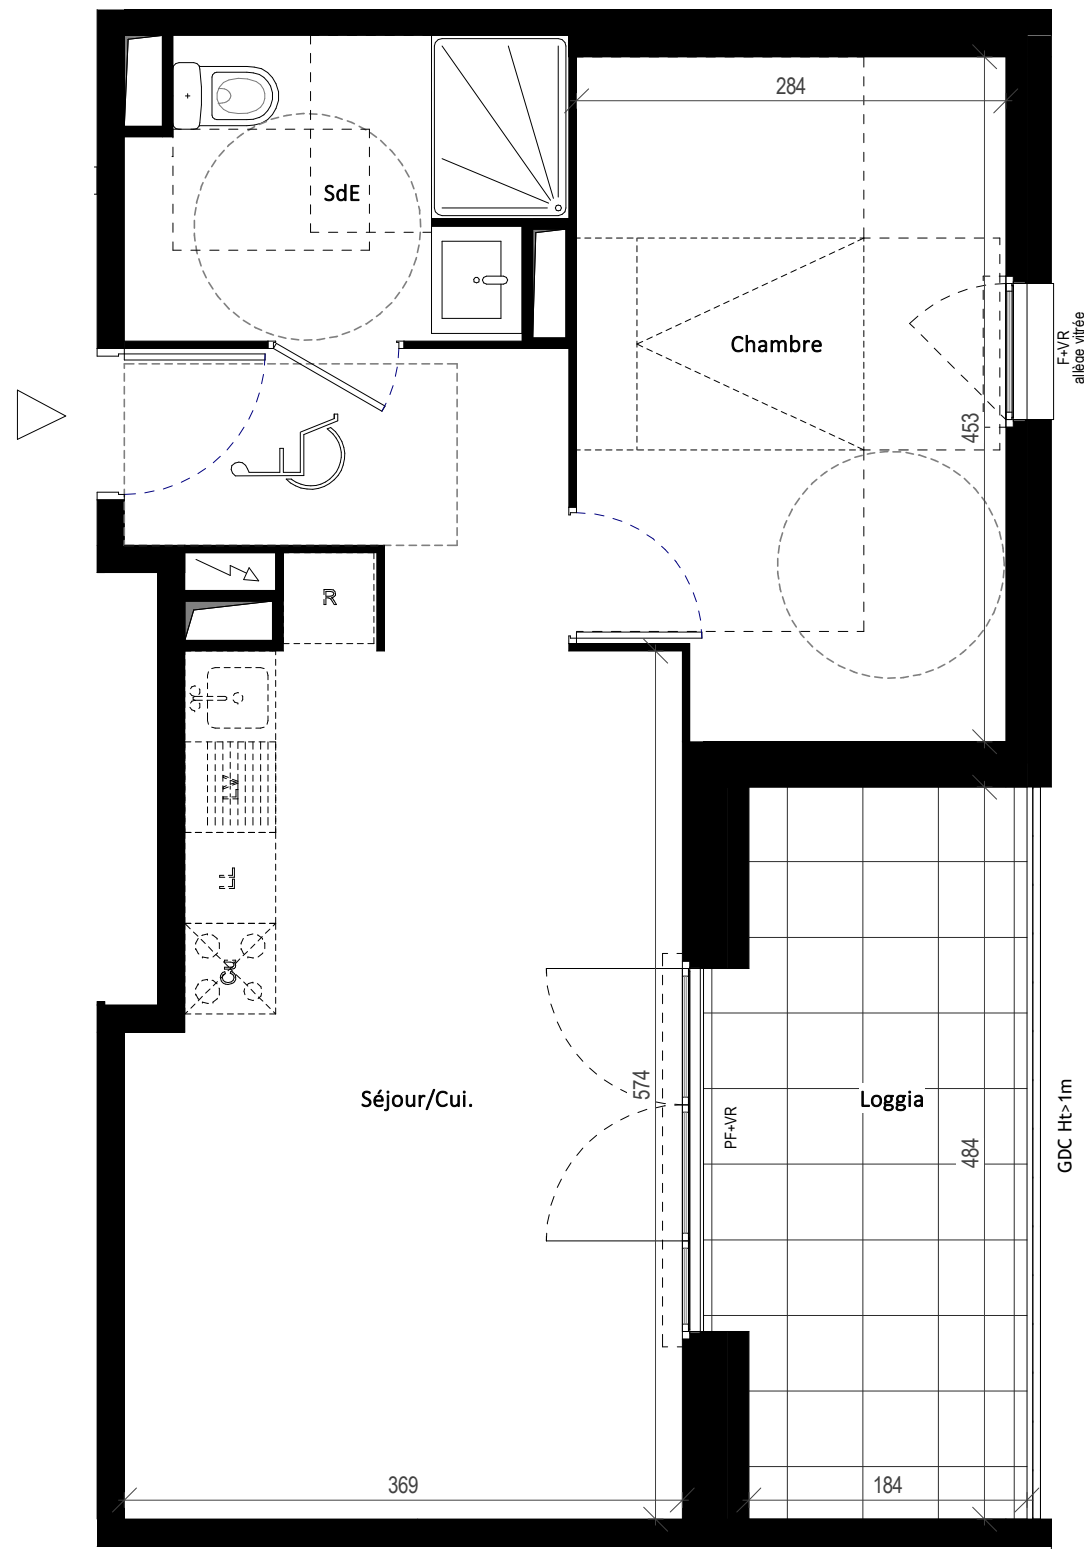 284
SdE
Chambre
F+VR
allège vitrée
453
R
LV
LL
Cu
Séjour/Cui.
574
PF+VR
Loggia
484
GDC Ht>1m
369
184